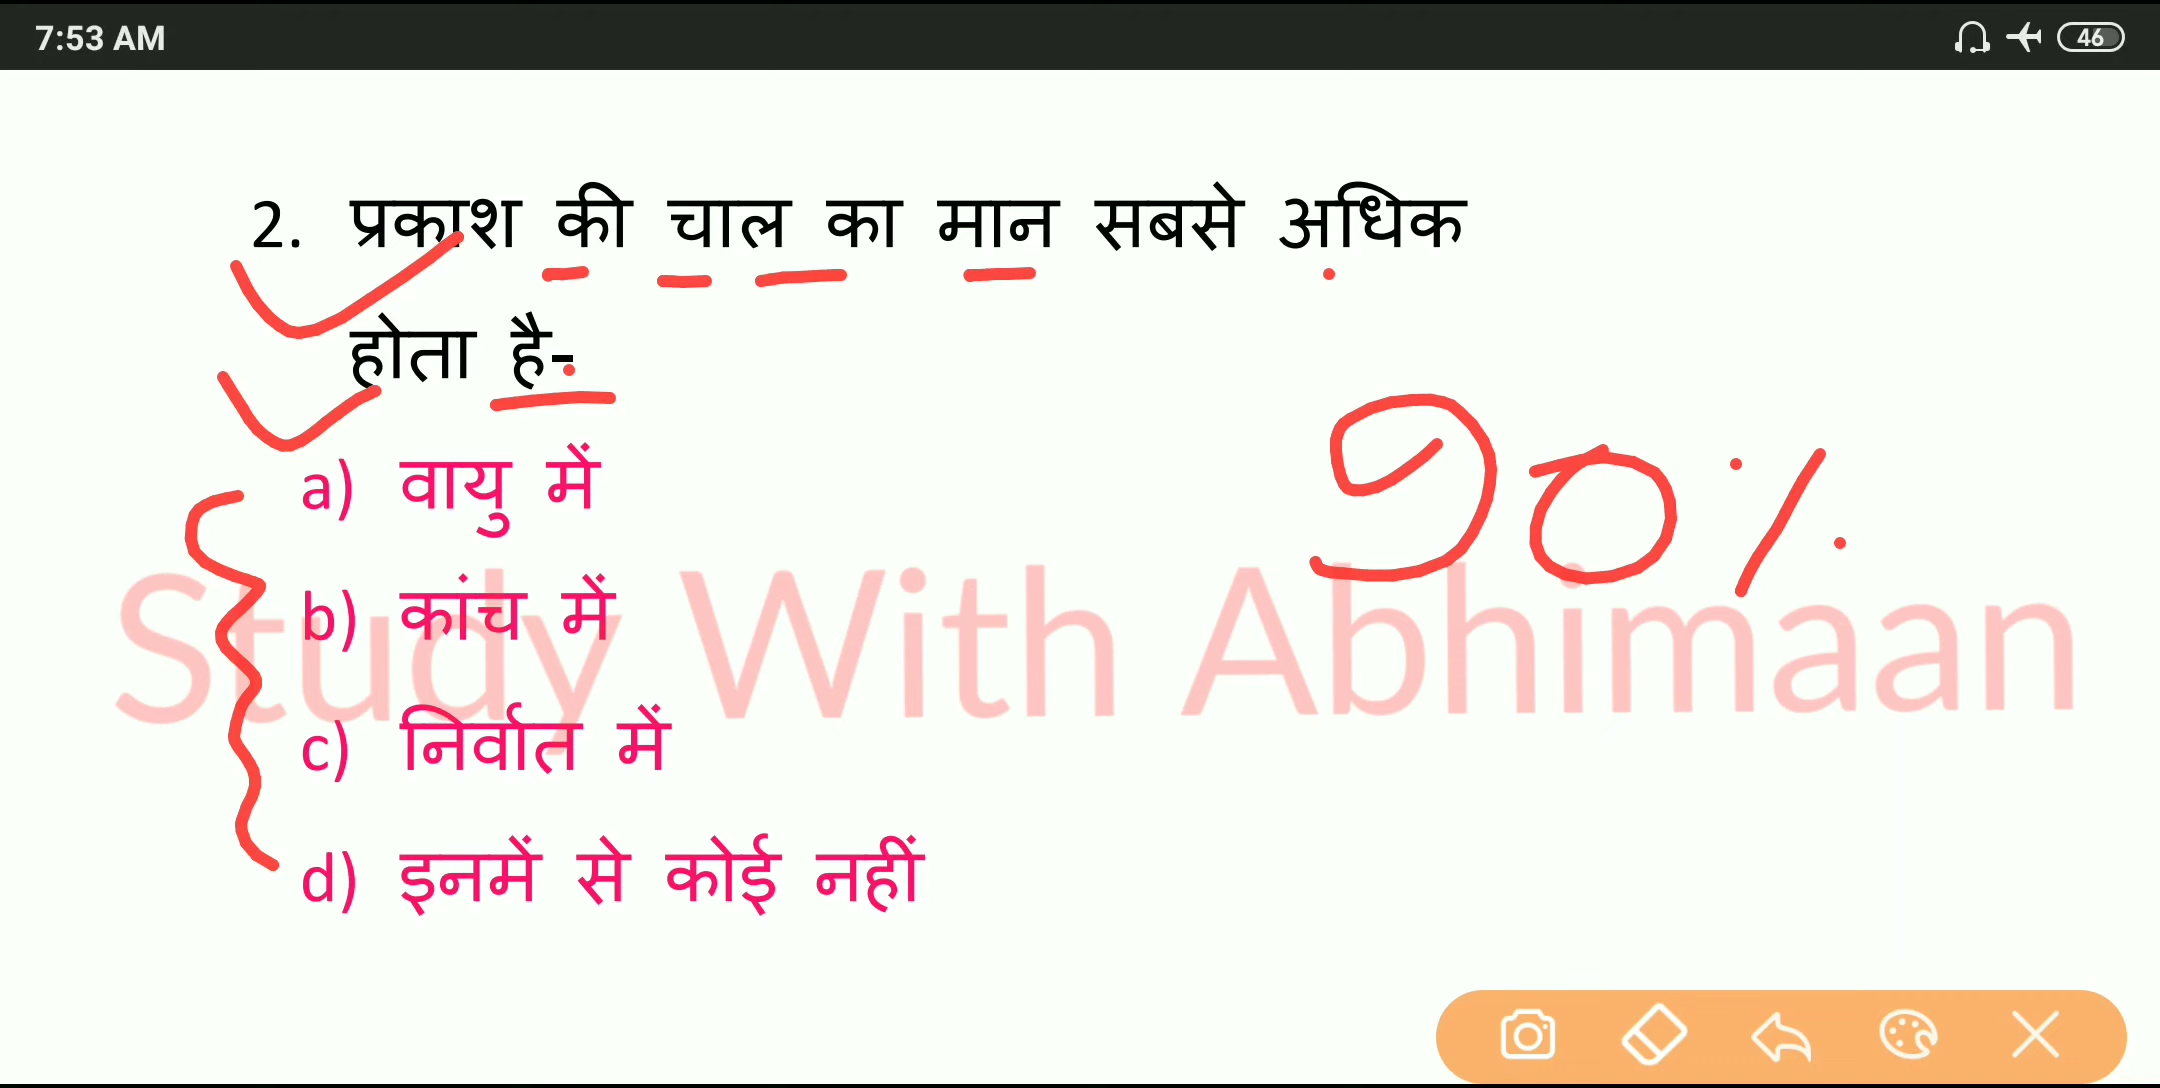 7:53 AM
46
2. प्रकाश की चाल का मान सबसे अधिक
होता है-
90%
a) वायु में
b) कांच में
c) निर्वात में
d) इनमें से कोई नहीं
Study With Abhimaan